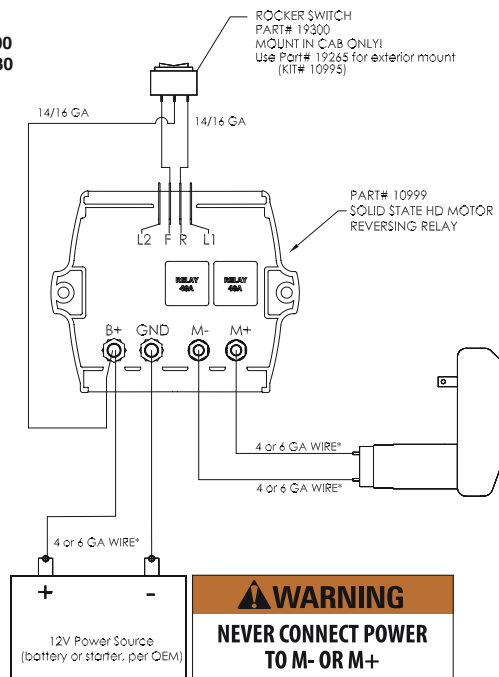 ROCKER SWITCH
PART# 19300
MOUNT IN CAB ONLY!
Use Part# 19265 for exterior mount
(KIT# 10995)
14/16 GA
14/16 GA
PART# 10999
SOLID STATE HD MOTOR
REVERSING RELAY
L2 F R L1
RELAY
40A
RELAY
40A
B+ GND M- M+
4 or 6 GA WIRE*
4 or 6 GA WIRE*
4 or 6 GA WIRE*
+ -
12V Power Source
(battery or starter, per OEM)
WARNING
NEVER CONNECT POWER
TO M- OR M+